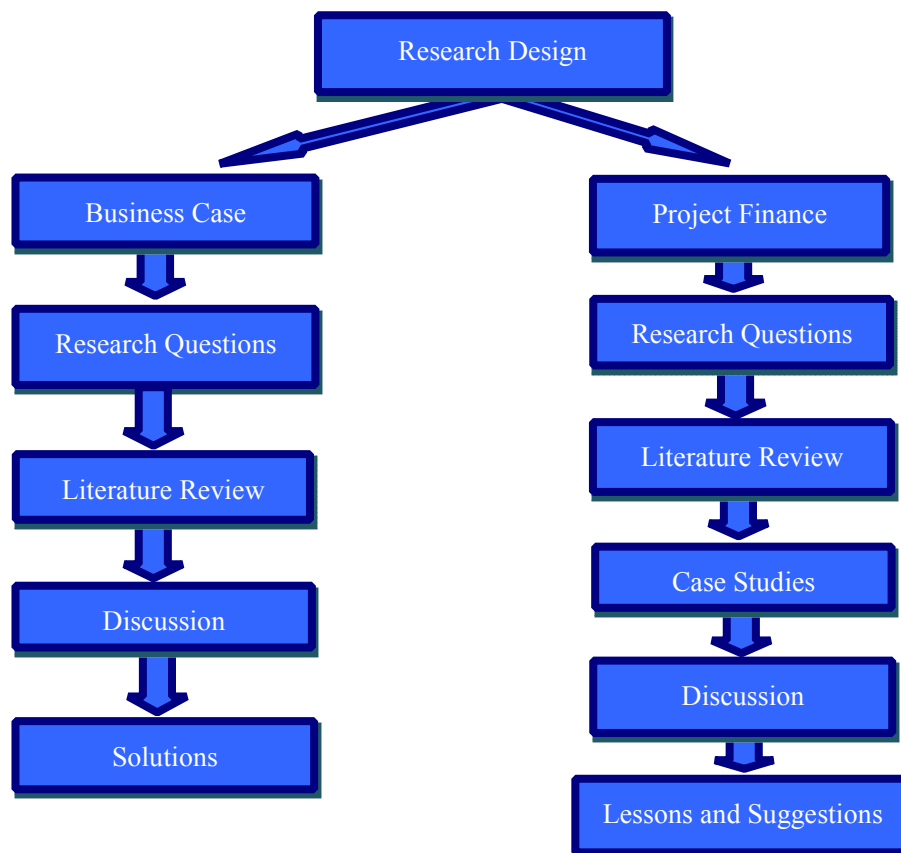 Research Design
Business Case
Research Questions
Literature Review
Discussion
Solutions
Project Finance
Research Questions
Literature Review
Case Studies
Discussion
Lessons and Suggestions